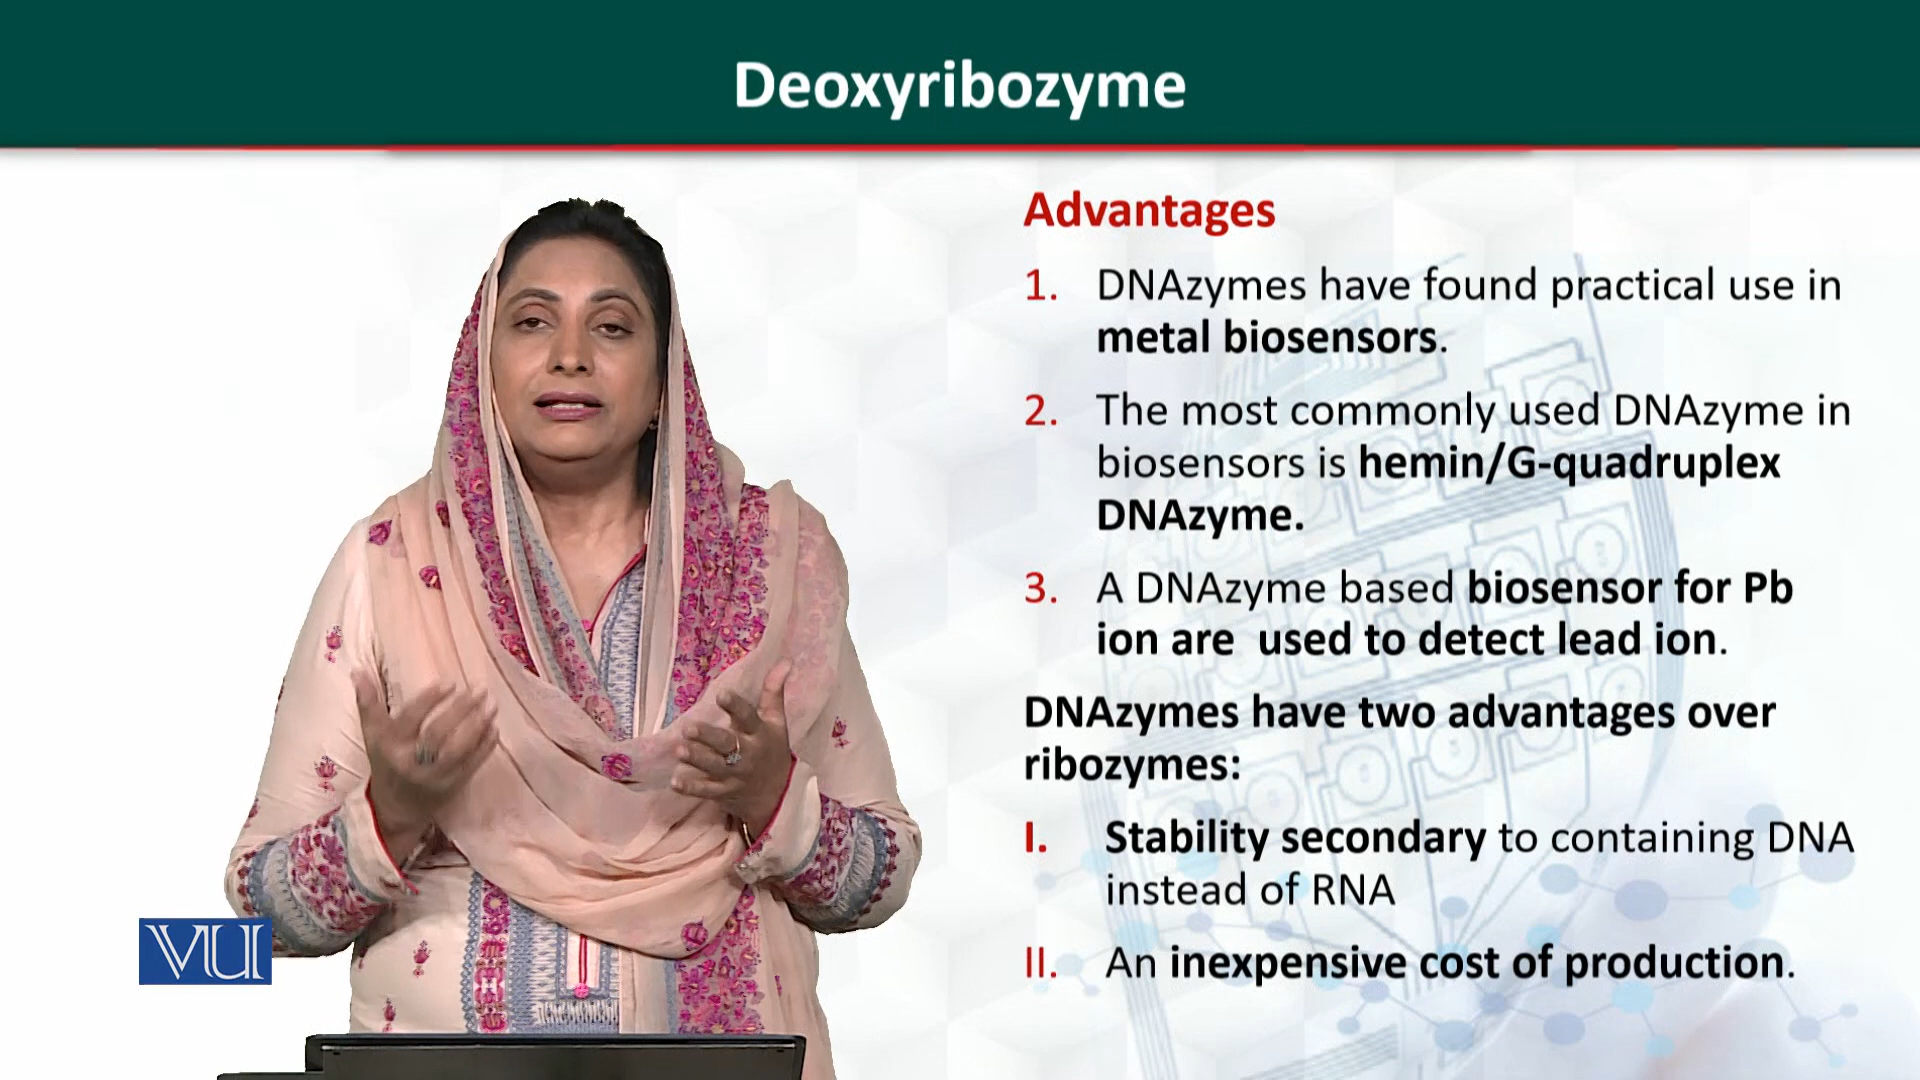 Deoxyribozyme
Advantages
1. DNAzymes have found practical use in
metal biosensors.
2. The most commonly used DNAzyme in
biosensors is hemin/G-quadruplex
DNAzyme.
3. A DNAzyme based biosensor for Pb
ion are used to detect lead ion.
DNAzymes have two advantages over
ribozymes:
I. Stability secondary to containing DNA
instead of RNA
II. An inexpensive cost of production.
VU